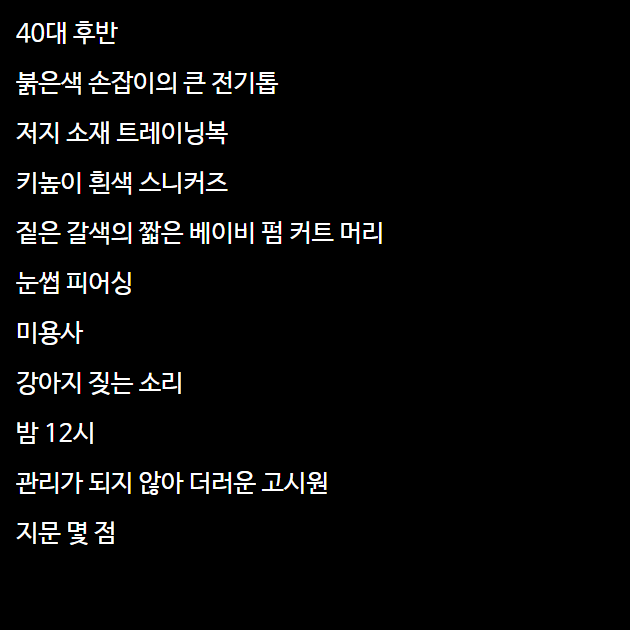 40대 후반
붉은색 손잡이의 큰 전기톱
저지 소재 트레이닝복
키높이 흰색 스니커즈
짙은 갈색의 짧은 베이비 펌 커트 머리
눈썹 피어싱
미용사
강아지 짖는 소리
밤 12시
관리가 되지 않아 더러운 고시원
지문 몇 점